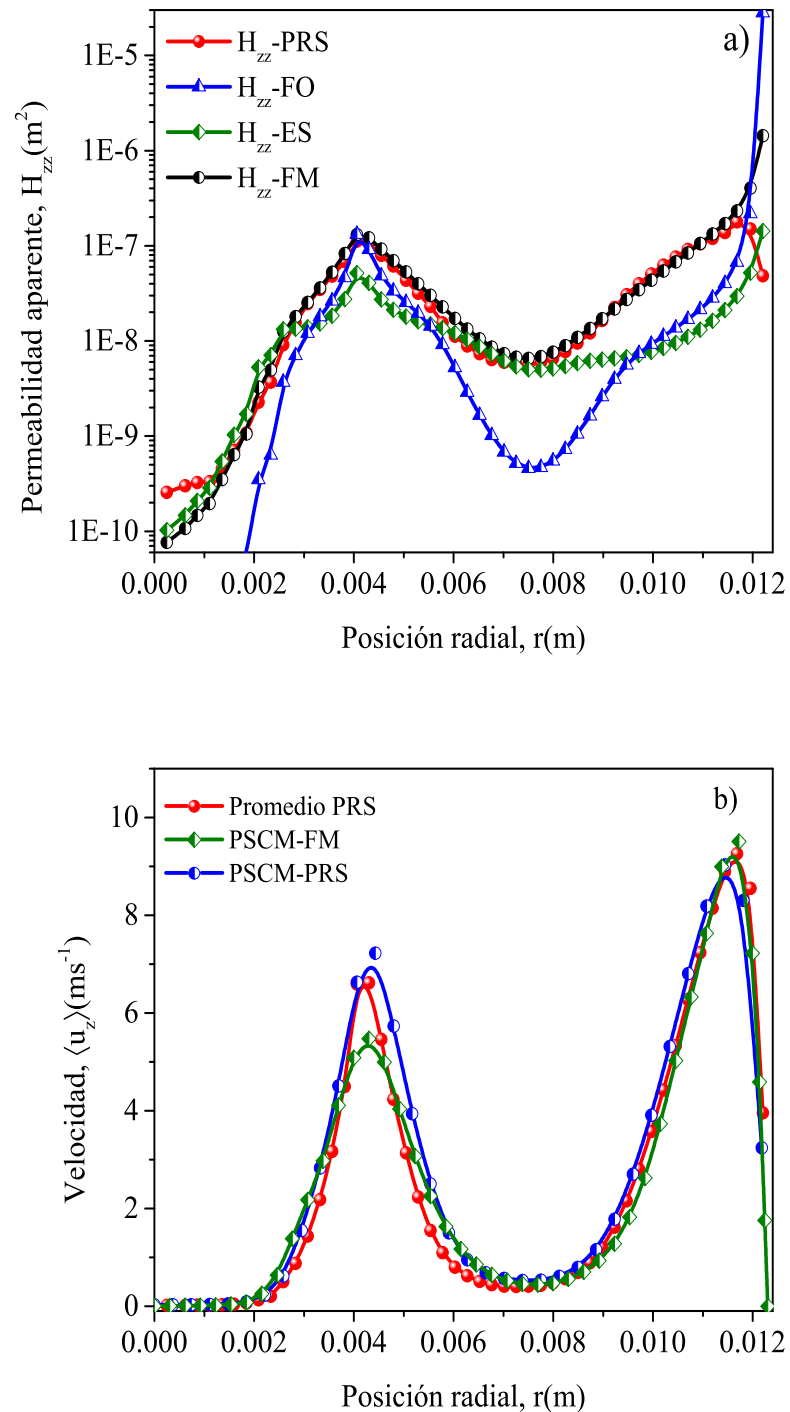 a)
H_zz-PRS
H_zz-FO
H_zz-ES
H_zz-FM
Permeabilidad aparente, H_zz(m²)
1E-5
1E-6
1E-7
1E-8
1E-9
1E-10
0.000 0.002 0.004 0.006 0.008 0.010 0.012
Posición radial, r(m)
b)
Promedio PRS
PSCM-FM
PSCM-PRS
Velocidad, ⟨u_z⟩(ms⁻¹)
10
8
6
4
2
0
0.000 0.002 0.004 0.006 0.008 0.010 0.012
Posición radial, r(m)